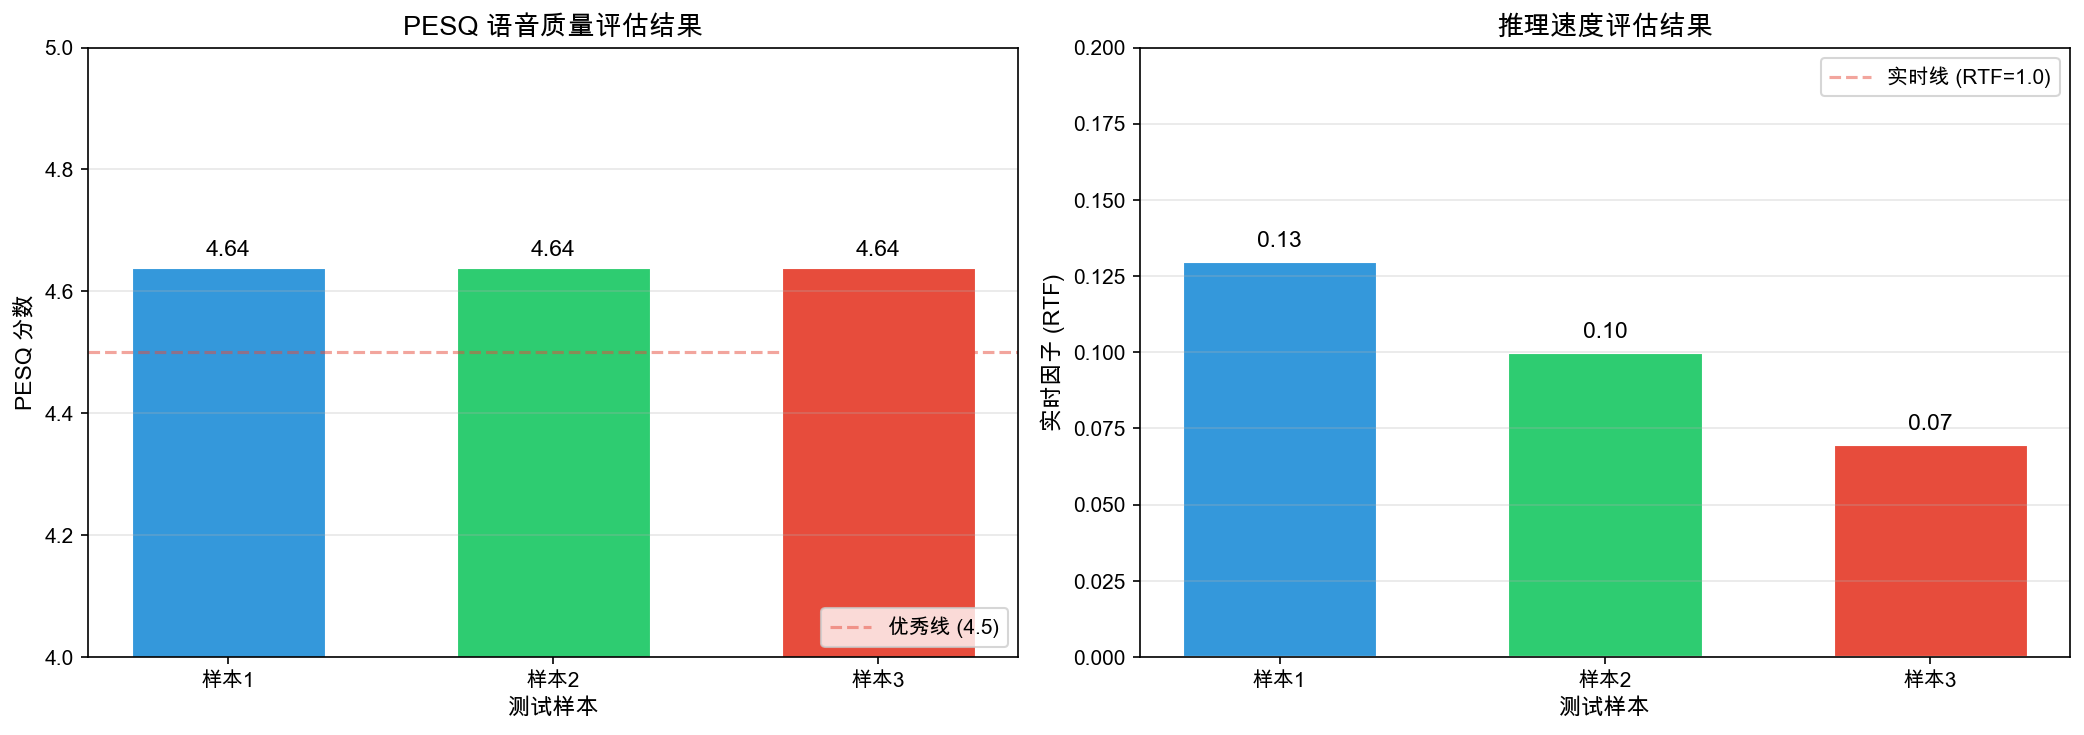 PESQ 语音质量评估结果
5.0
4.8
4.6
4.4
4.2
4.0
PESQ 分数
4.64
4.64
4.64
优秀线 (4.5)
样本1
样本2
样本3
测试样本
推理速度评估结果
0.200
0.175
0.150
0.125
0.100
0.075
0.050
0.025
0.000
实时因子 (RTF)
实时线 (RTF=1.0)
0.13
0.10
0.07
样本1
样本2
样本3
测试样本